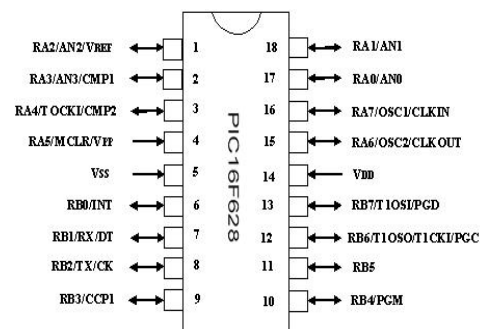 RA2/AN2/VREF 1 18 RA1/AN1
RA3/AN3/CMP1 2 17 RA0/AN0
RA4/TOCKI/CMP2 3 16 RA7/OSC1/CLKIN
RA5/MCLR/VPP 4 15 RA6/OSC2/CLKOUT
VSS 5 14 VDD
RB0/INT 6 13 RB7/T1OSI/PGD
RB1/RX/DT 7 12 RB6/T1OSO/T1CKI/PGC
RB2/TX/CK 8 11 RB5
RB3/CCP1 9 10 RB4/PGM
PIC16F628